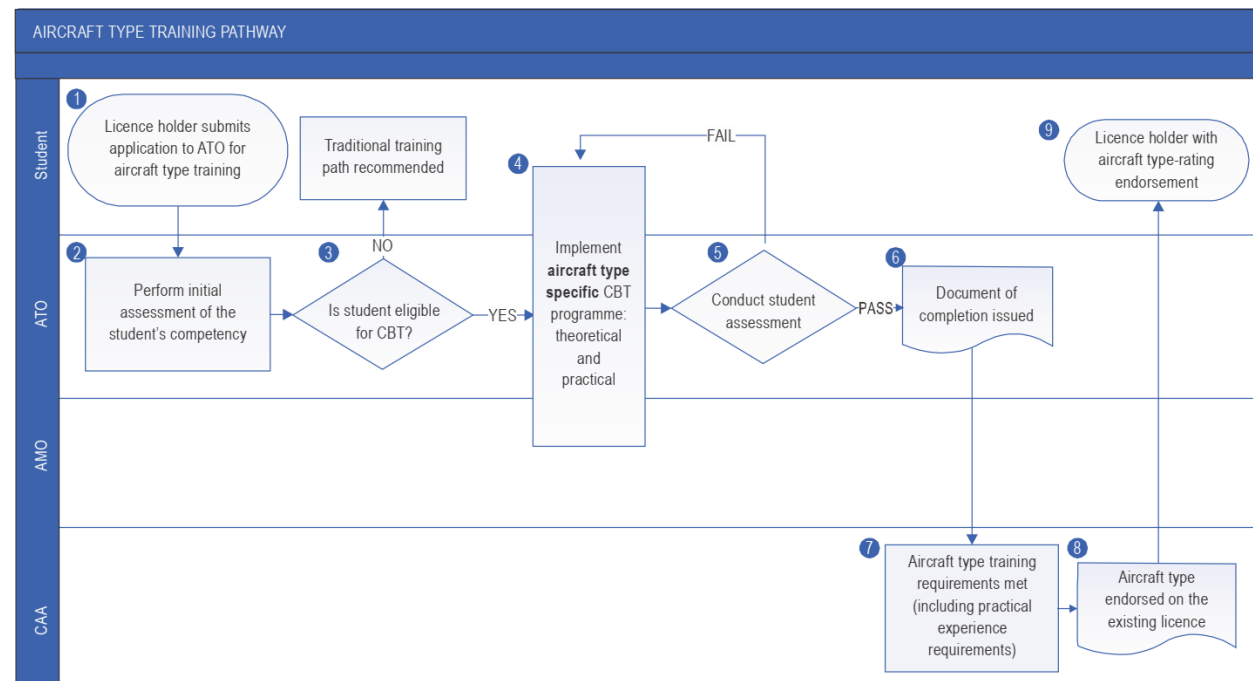 AIRCRAFT TYPE TRAINING PATHWAY
Student
1
Licence holder submits
application to ATO for
aircraft type training
Traditional training
path recommended
FAIL
9
Licence holder with
aircraft type-rating
endorsement
ATO
2
Perform initial
assessment of the
student's competency
NO
3
Is student eligible
for CBT?
YES
4
Implement
aircraft type
specific CBT
programme:
theoretical
and
practical
5
Conduct student
assessment
PASS
6
Document of
completion issued
AMO
CAA
7
Aircraft type training
requirements met
(including practical
experience
requirements)
8
Aircraft type
endorsed on the
existing licence